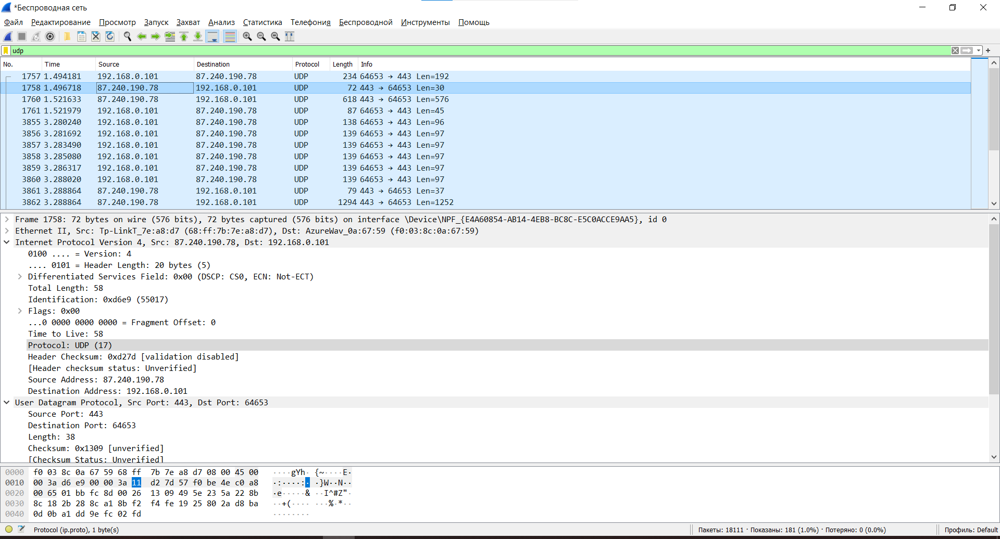 *Беспроводная сеть
Файл Редактирование Просмотр Запуск Захват Анализ Статистика Телефония Беспроводной Инструменты Помощь
udp
No. Time Source Destination Protocol Length Info
1757 1.494181 192.168.0.101 87.240.190.78 UDP 234 64653 → 443 Len=192
1758 1.496718 87.240.190.78 192.168.0.101 UDP 72 443 → 64653 Len=30
1760 1.521633 87.240.190.78 192.168.0.101 UDP 618 443 → 64653 Len=576
1761 1.521979 192.168.0.101 87.240.190.78 UDP 87 64653 → 443 Len=45
3855 3.280240 192.168.0.101 87.240.190.78 UDP 138 64653 → 443 Len=96
3856 3.281692 192.168.0.101 87.240.190.78 UDP 139 64653 → 443 Len=97
3857 3.283490 192.168.0.101 87.240.190.78 UDP 139 64653 → 443 Len=97
3858 3.285080 192.168.0.101 87.240.190.78 UDP 139 64653 → 443 Len=97
3859 3.286317 192.168.0.101 87.240.190.78 UDP 139 64653 → 443 Len=97
3860 3.288020 192.168.0.101 87.240.190.78 UDP 139 64653 → 443 Len=97
3861 3.288864 87.240.190.78 192.168.0.101 UDP 79 443 → 64653 Len=37
3862 3.288864 87.240.190.78 192.168.0.101 UDP 1294 443 → 64653 Len=1252
Frame 1758: 72 bytes on wire (576 bits), 72 bytes captured (576 bits) on interface \Device\NPF_{E4A60854-AB14-4EB8-BC8C-E5C0ACCE9AA5}, id 0
Ethernet II, Src: Tp-LinkT_7e:a8:d7 (68:ff:7b:7e:a8:d7), Dst: AzureWav_0a:67:59 (f0:03:8c:0a:67:59)
Internet Protocol Version 4, Src: 87.240.190.78, Dst: 192.168.0.101
0100 .... = Version: 4
.... 0101 = Header Length: 20 bytes (5)
Differentiated Services Field: 0x00 (DSCP: CS0, ECN: Not-ECT)
Total Length: 58
Identification: 0xd6e9 (55017)
Flags: 0x00
...0 0000 0000 0000 = Fragment Offset: 0
Time to Live: 58
Protocol: UDP (17)
Header Checksum: 0xd27d [validation disabled]
[Header checksum status: Unverified]
Source Address: 87.240.190.78
Destination Address: 192.168.0.101
User Datagram Protocol, Src Port: 443, Dst Port: 64653
Source Port: 443
Destination Port: 64653
Length: 38
Checksum: 0x1309 [unverified]
[Checksum Status: Unverified]
0000 f0 03 8c 0a 67 59 68 ff 7b 7e a8 d7 08 00 45 00 ····gYh· {~····E·
0010 00 3a d6 e9 00 00 3a 11 d2 7d 57 f0 be 4e c0 a8 ·:····:· ·}W··N··
0020 00 65 01 bb fc 8d 00 26 13 09 49 5e 23 5a 22 8b ·e·····& ··I^#Z"·
0030 8c 18 2b 28 8c a1 8b f2 f4 fe 19 25 80 2a d8 ba ··+(···· ···%·*··
0040 0d 0b a1 dd 9e fc 02 fd ········
Protocol (ip.proto), 1 byte(s) Пакеты: 18111 · Показаны: 181 (1.0%) · Потеряно: 0 (0.0%) Профиль: Default